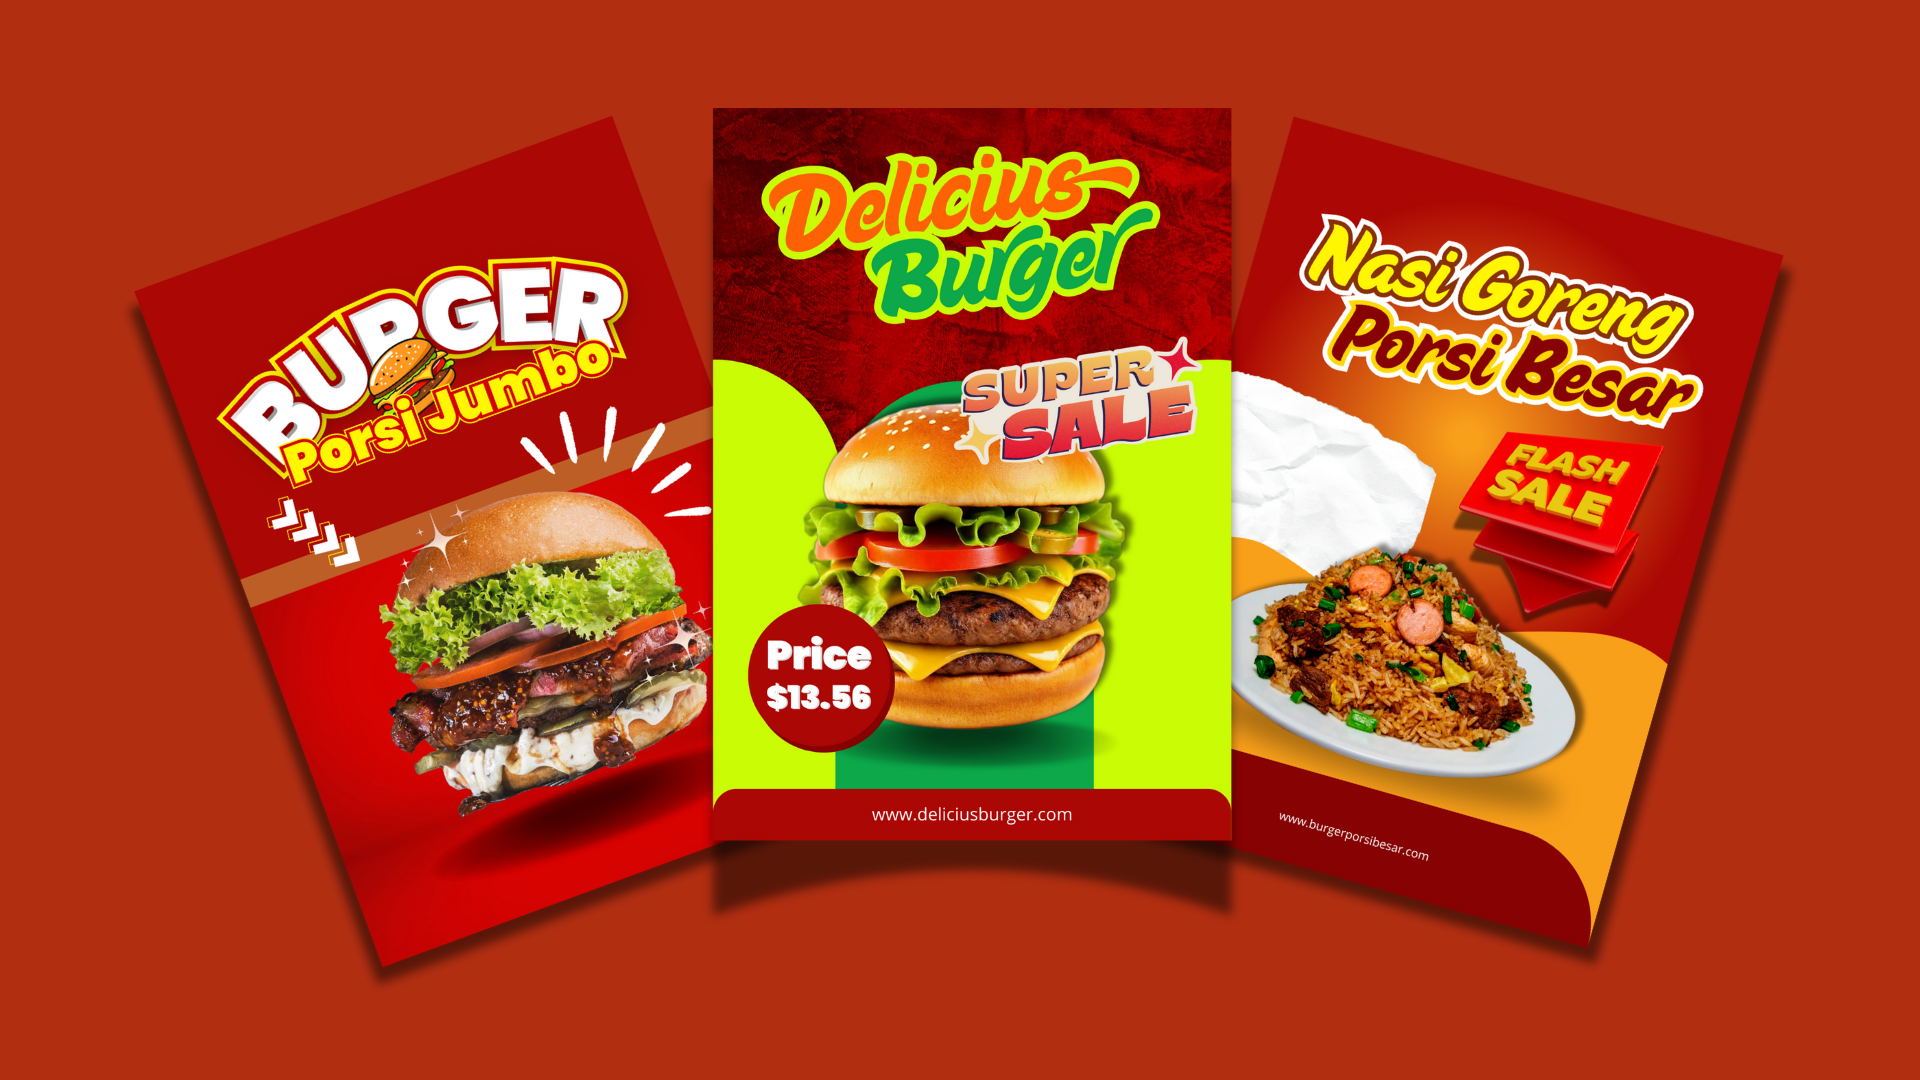 BURGER
Porsi Jumbo
Delicius
Burger
SUPER
SALE
Price
$13.56
www.deliciusburger.com
Nasi Goreng
Porsi Besar
FLASH
SALE
www.burgerporsibesar.com